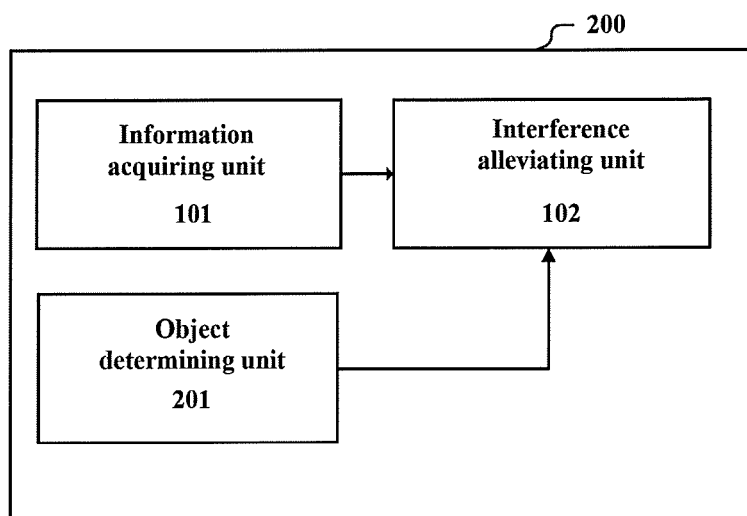 200
Information
acquiring unit
101
Interference
alleviating unit
102
Object
determining unit
201